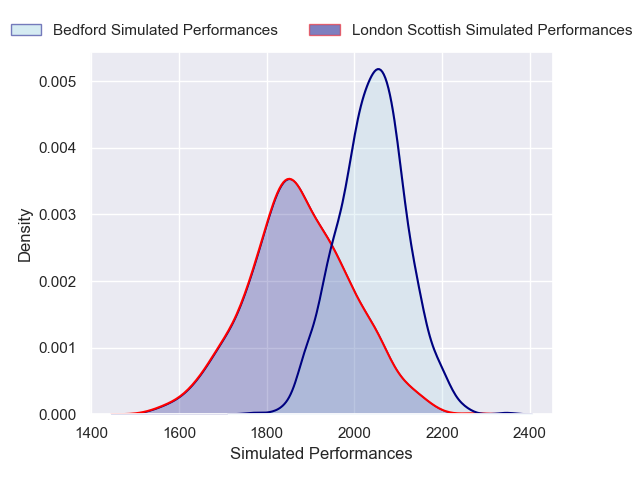 Bedford Simulated Performances
London Scottish Simulated Performances
0.005
0.004
0.003
0.002
0.001
0.000
Density
1400 1600 1800 2000 2200 2400
Simulated Performances